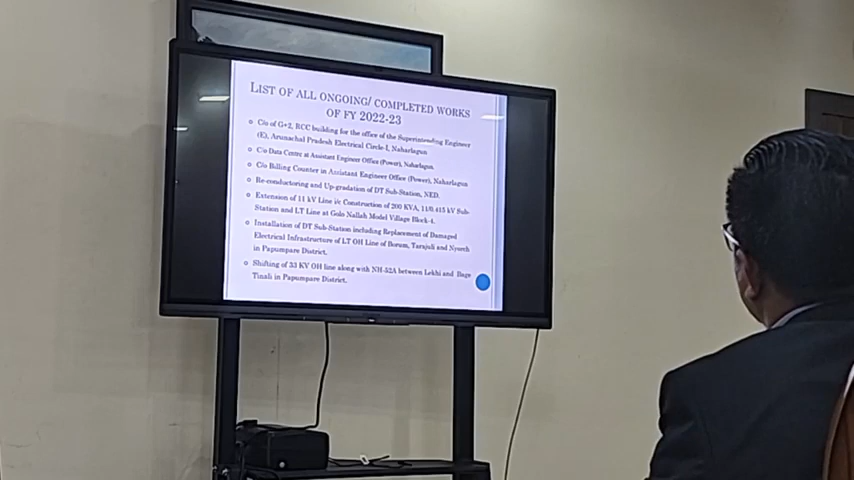 LIST OF ALL ONGOING/ COMPLETED WORKS
OF FY 2022-23
C/o of G+2, RCC building for the office of the Superintending Engineer
(E), Arunachal Pradesh Electrical Circle-I, Naharlagun
C/o Data Centre at Assistant Engineer Office (Power), Naharlagun.
C/o Billing Counter in Assistant Engineer Office (Power), Naharlagun
Re-conductoring and Up-gradation of DT Sub-Station, NED.
Extension of 11 kV Line i/c Construction of 200 KVA, 11/0.415 kV Sub-
Station and LT Line at Golo Nallah Model Village Block-4.
Installation of DT Sub-Station including Replacement of Damaged
Electrical Infrastructure of LT OH Line of Borum, Tarajuli and Nyorch
in Papumpare District.
Shifting of 33 KV OH line along with NH-52A between Lekhi and Bage
Tinali in Papumpare District.